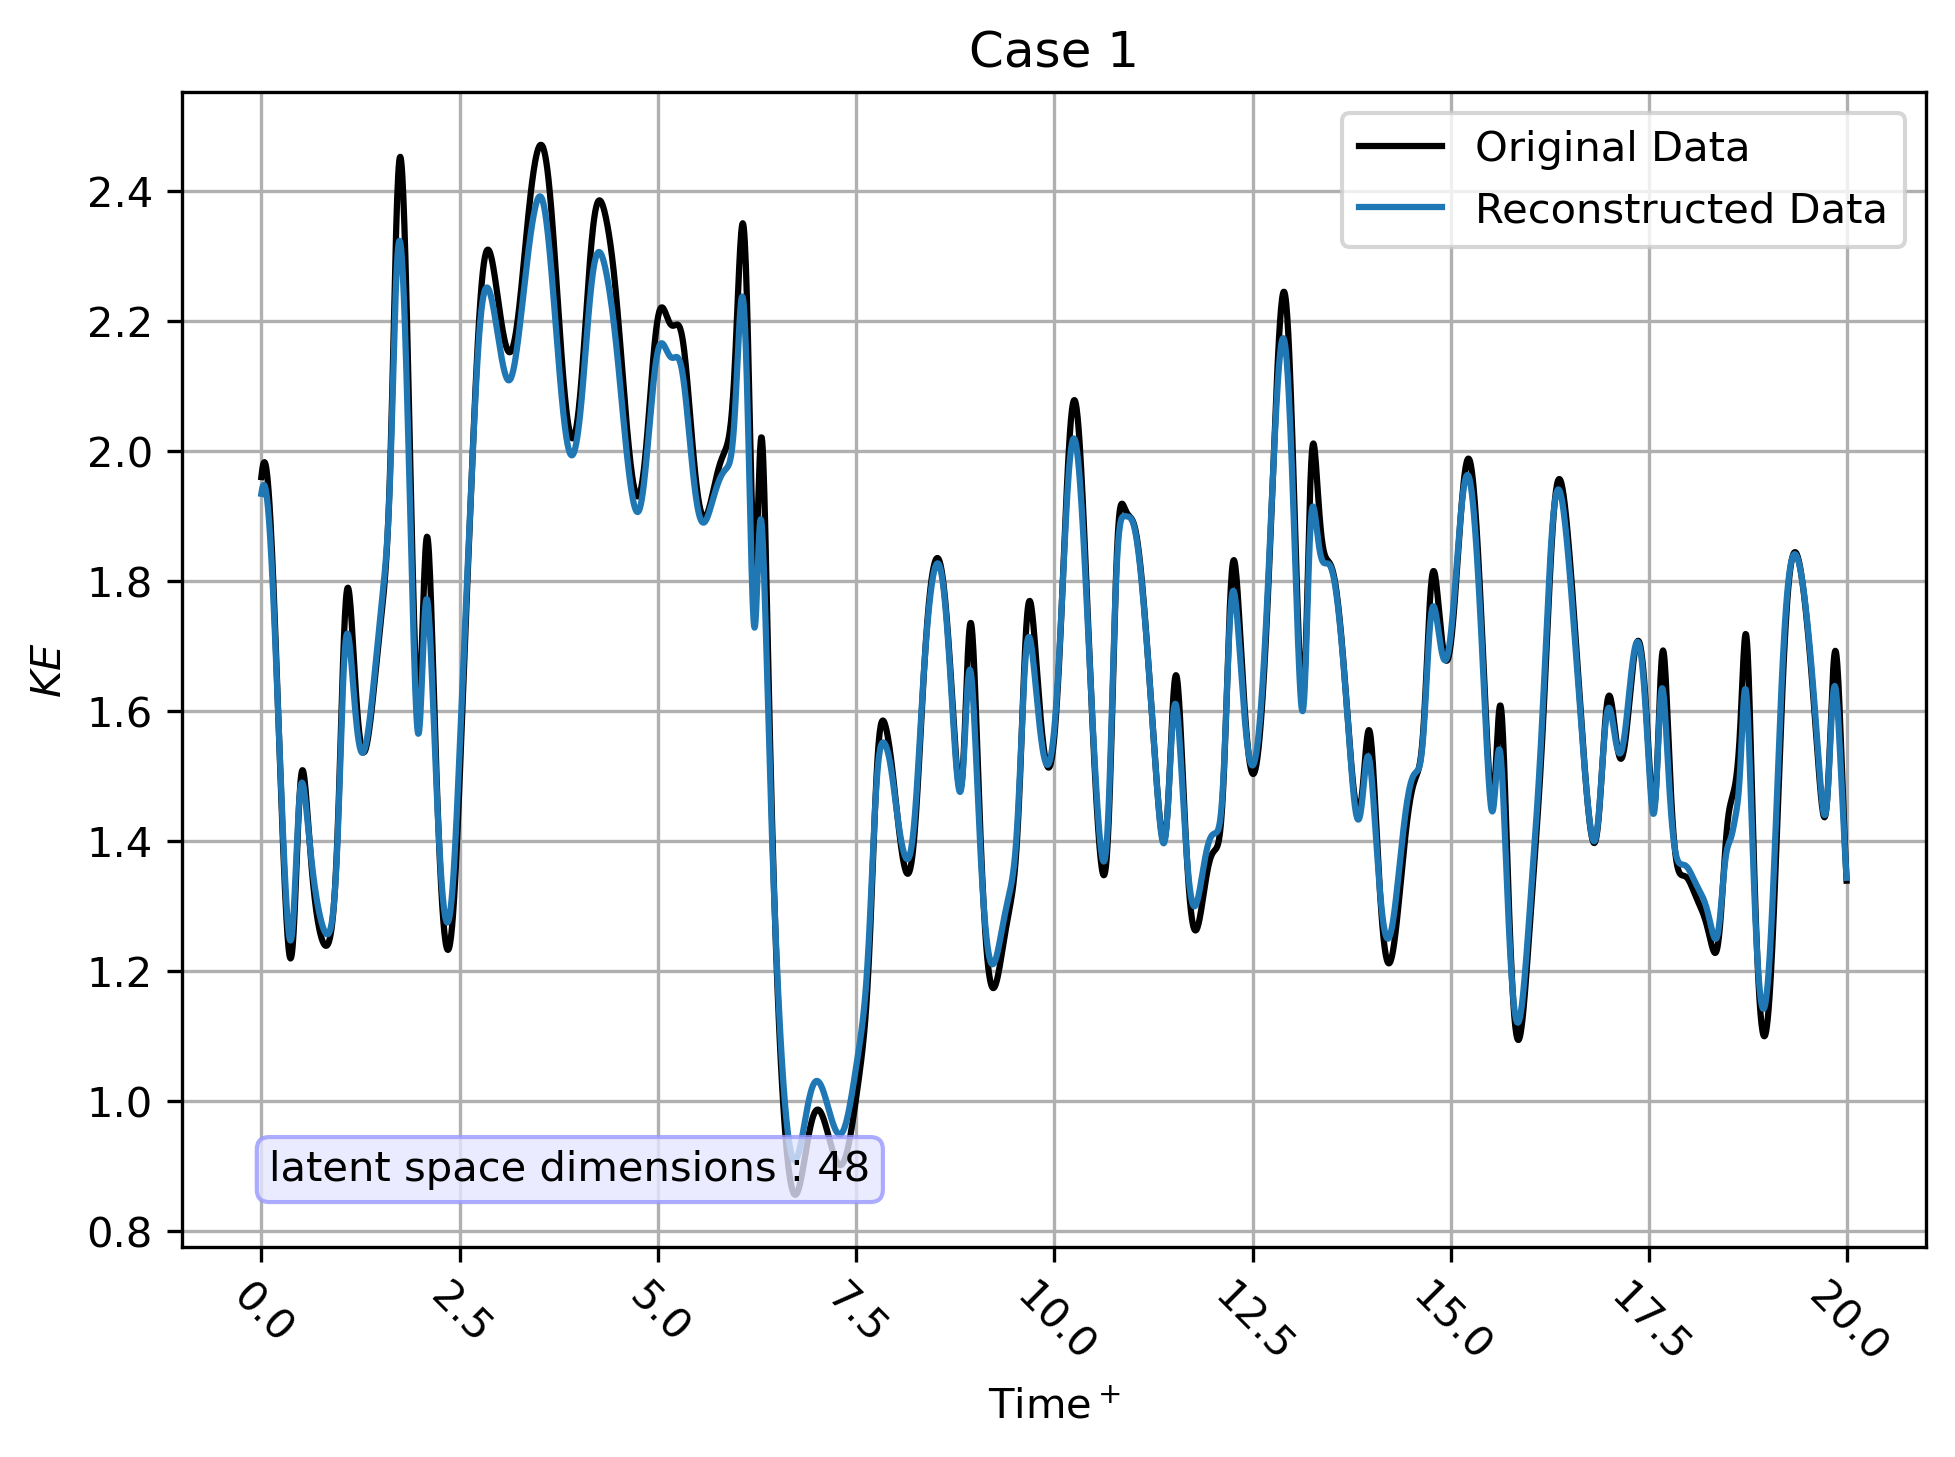 Case 1
Original Data
Reconstructed Data
2.4
2.2
2.0
1.8
1.6
1.4
1.2
1.0
0.8
KE
latent space dimensions : 48
0.0 2.5 5.0 7.5 10.0 12.5 15.0 17.5 20.0
Time⁺